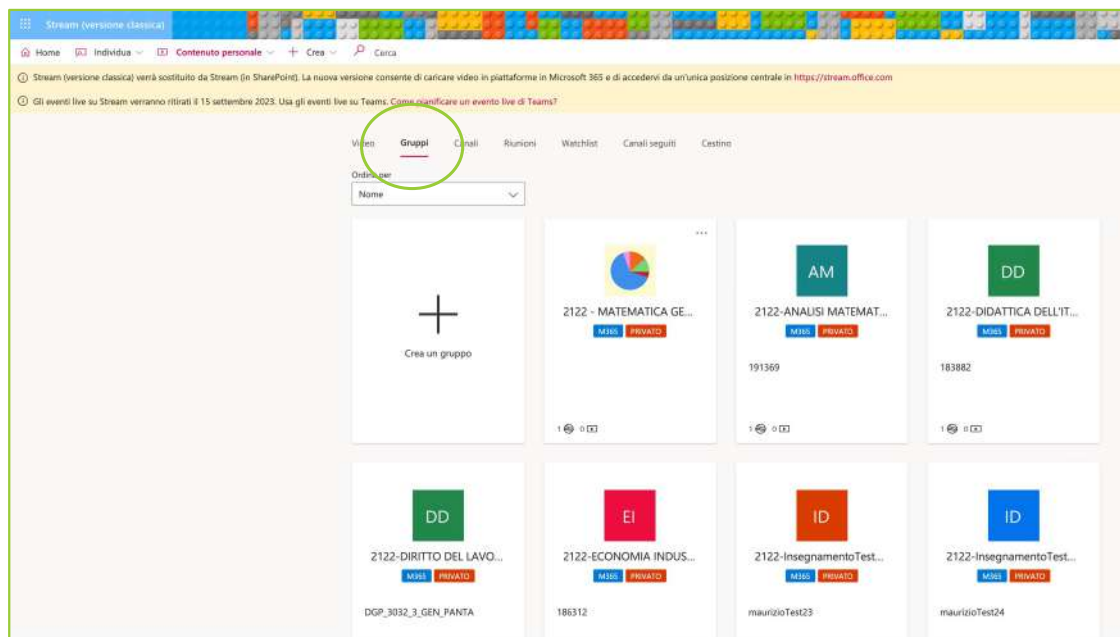 Stream (versione classica)
Home Individua Contenuto personale Crea Cerca
Stream (versione classica) verrà sostituito da Stream (in SharePoint). La nuova versione consente di caricare video in piattaforme in Microsoft 365 e di accedervi da un'unica posizione centrale in https://stream.office.com
Gli eventi live su Stream verranno ritirati il 15 settembre 2023. Usa gli eventi live su Teams. Come pianificare un evento live di Teams?
Video Gruppi Canali Riunioni Watchlist Canali seguiti Cestino
Ordina per
Nome
...
AM DD
2122 - MATEMATICA GE... 2122-ANALISI MATEMAT... 2122-DIDATTICA DELL'IT...
M365 PRIVATO M365 PRIVATO M365 PRIVATO
Crea un gruppo
191369 183882
1 0 1 0 1 0
DD EI ID ID
2122-DIRITTO DEL LAVO... 2122-ECONOMIA INDUS... 2122-InsegnamentoTest... 2122-InsegnamentoTest...
M365 PRIVATO M365 PRIVATO M365 PRIVATO M365 PRIVATO
DGP_3032_3_GEN_PANTA 186312 maurizioTest23 maurizioTest24